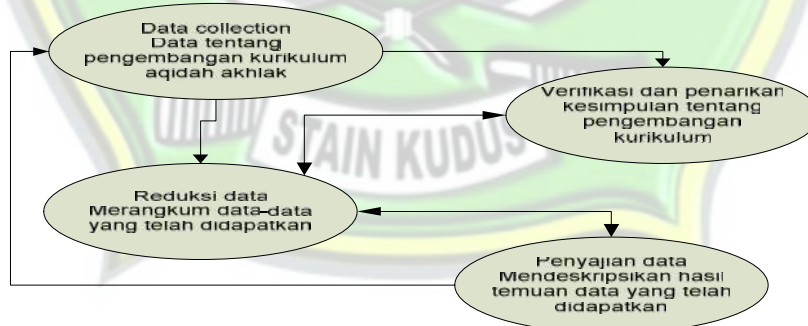 Data collection
Data tentang
pengembangan kurikulum
aqidah akhlak
Verifikasi dan penarikan
kesimpulan tentang
pengembangan
kurikulum
STAIN KUDUS
Reduksi data
Merangkum data-data
yang telah didapatkan
Penyajian data
Mendeskripsikan hasil
temuan data yang telah
didapatkan